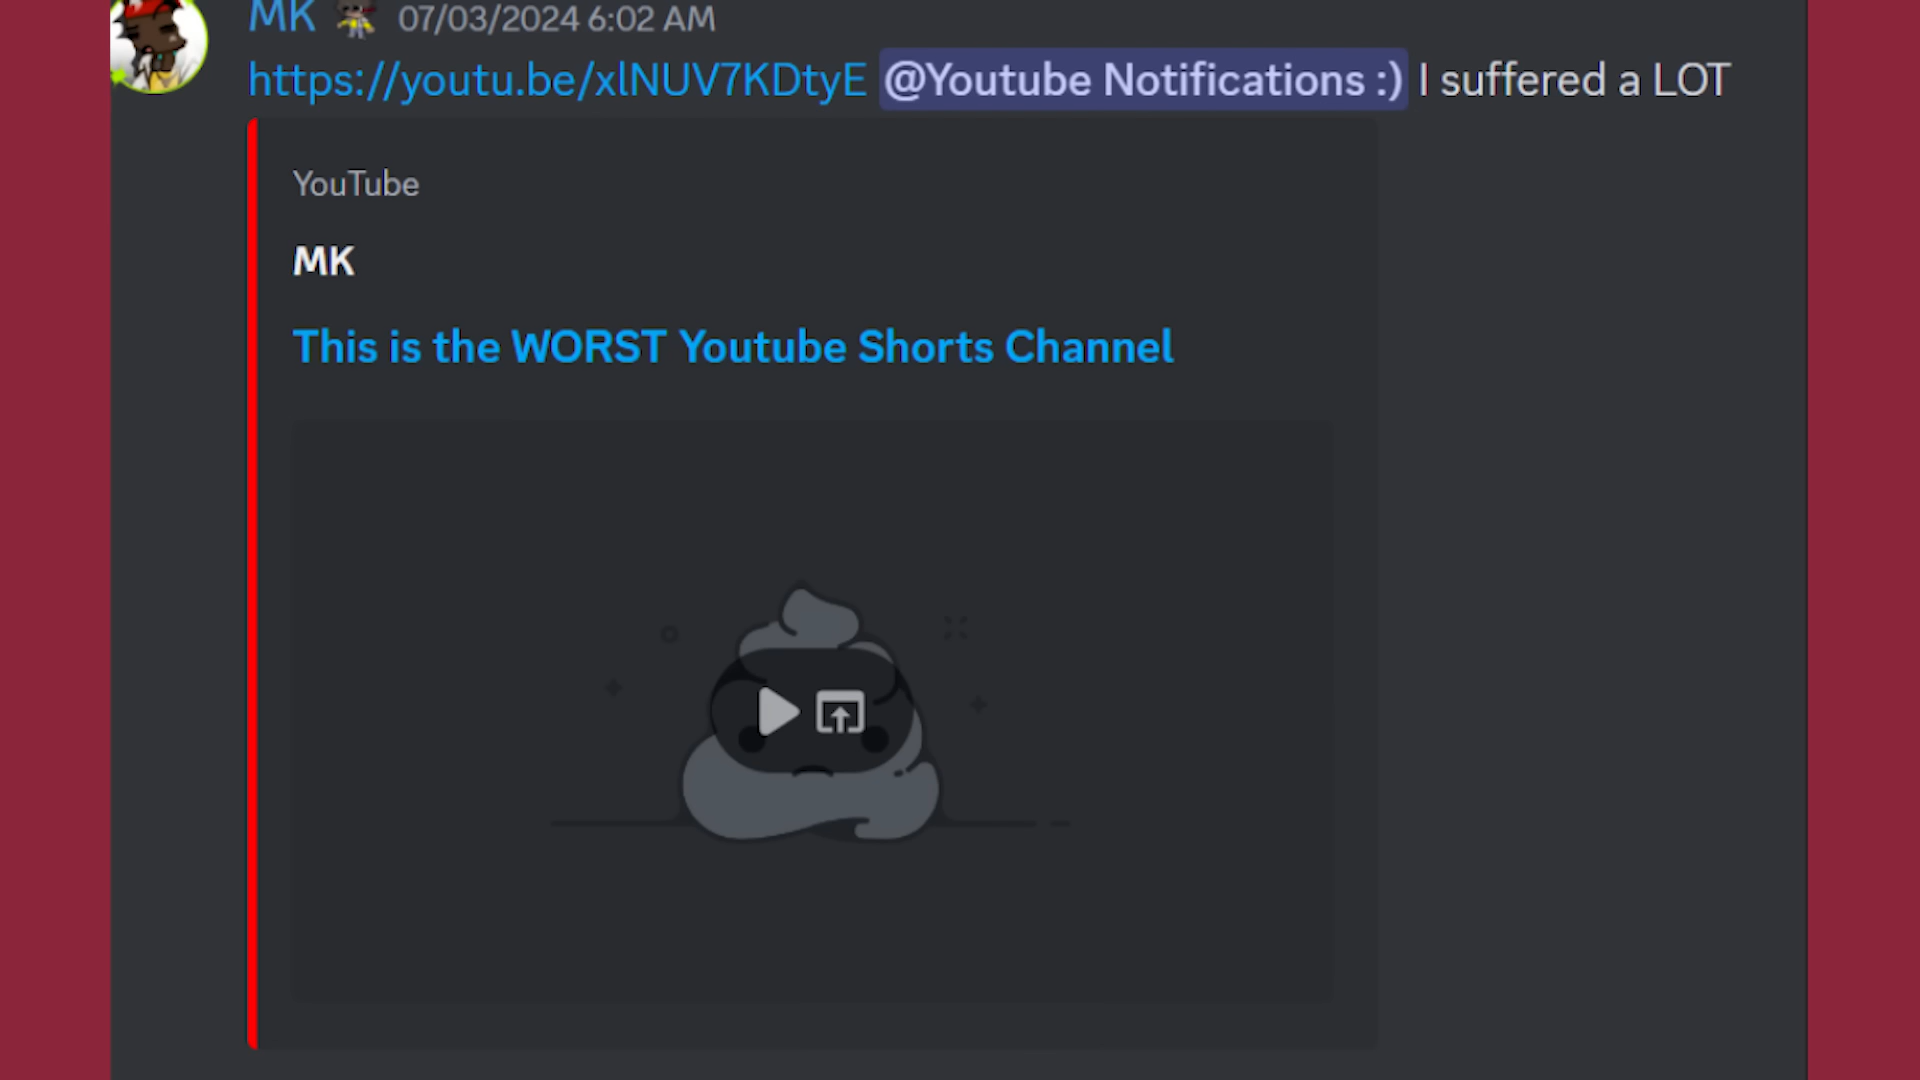 MK 07/03/2024 6:02 AM
https://youtu.be/xlNUV7KDtyE @Youtube Notifications :) I suffered a LOT
YouTube
MK
This is the WORST Youtube Shorts Channel